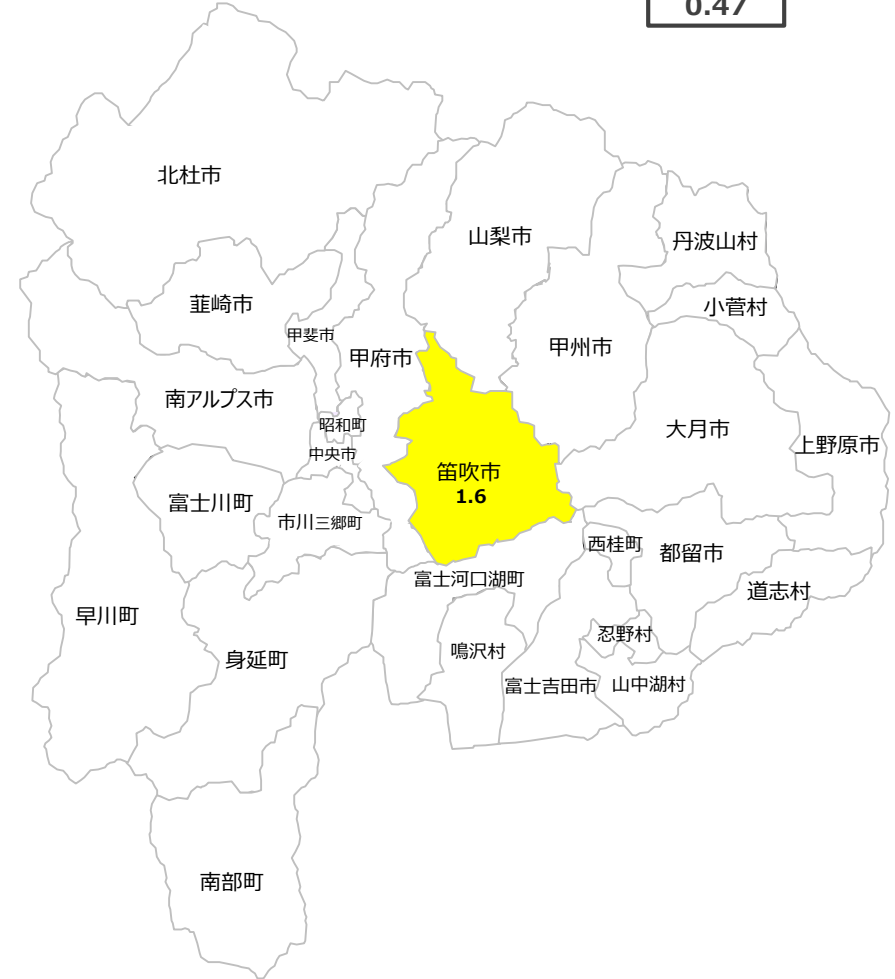 0.47
北杜市
山梨市
丹波山村
韮崎市
小菅村
甲斐市
甲府市
甲州市
南アルプス市
昭和町
大月市
上野原市
中央市
笛吹市
1.6
富士川町
市川三郷町
西桂町
都留市
富士河口湖町
道志村
早川町
忍野村
鳴沢村
身延町
富士吉田市
山中湖村
南部町